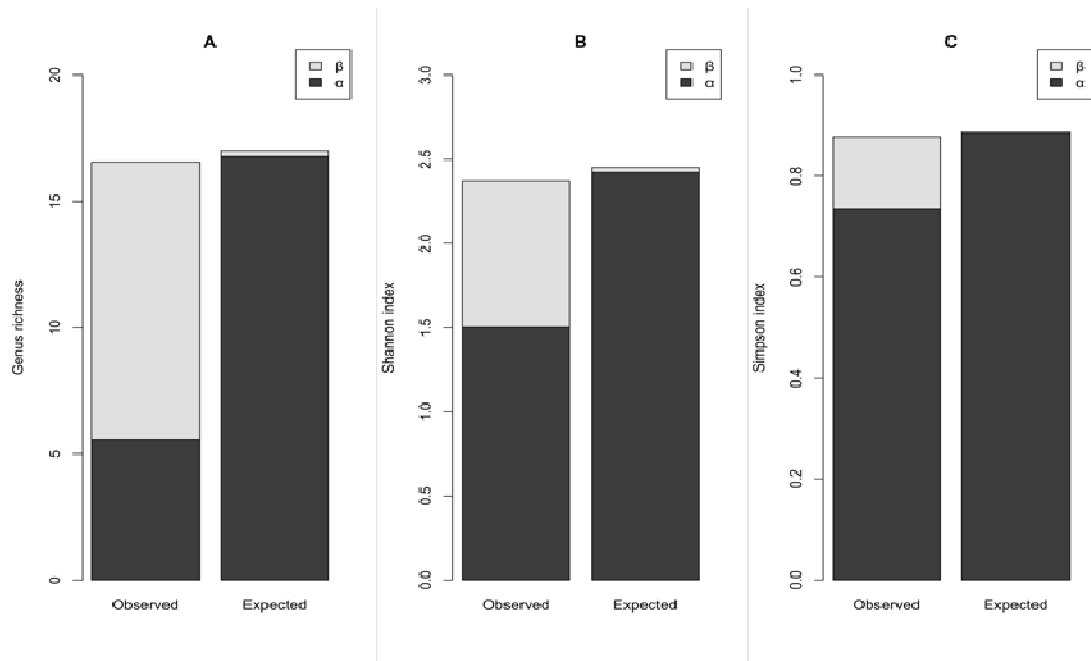 A
β
α
20
15
10
5
0
Genus richness
Observed Expected
B
β
α
3.0
2.5
2.0
1.5
1.0
0.5
0.0
Shannon index
Observed Expected
C
β
α
1.0
0.8
0.6
0.4
0.2
0.0
Simpson index
Observed Expected